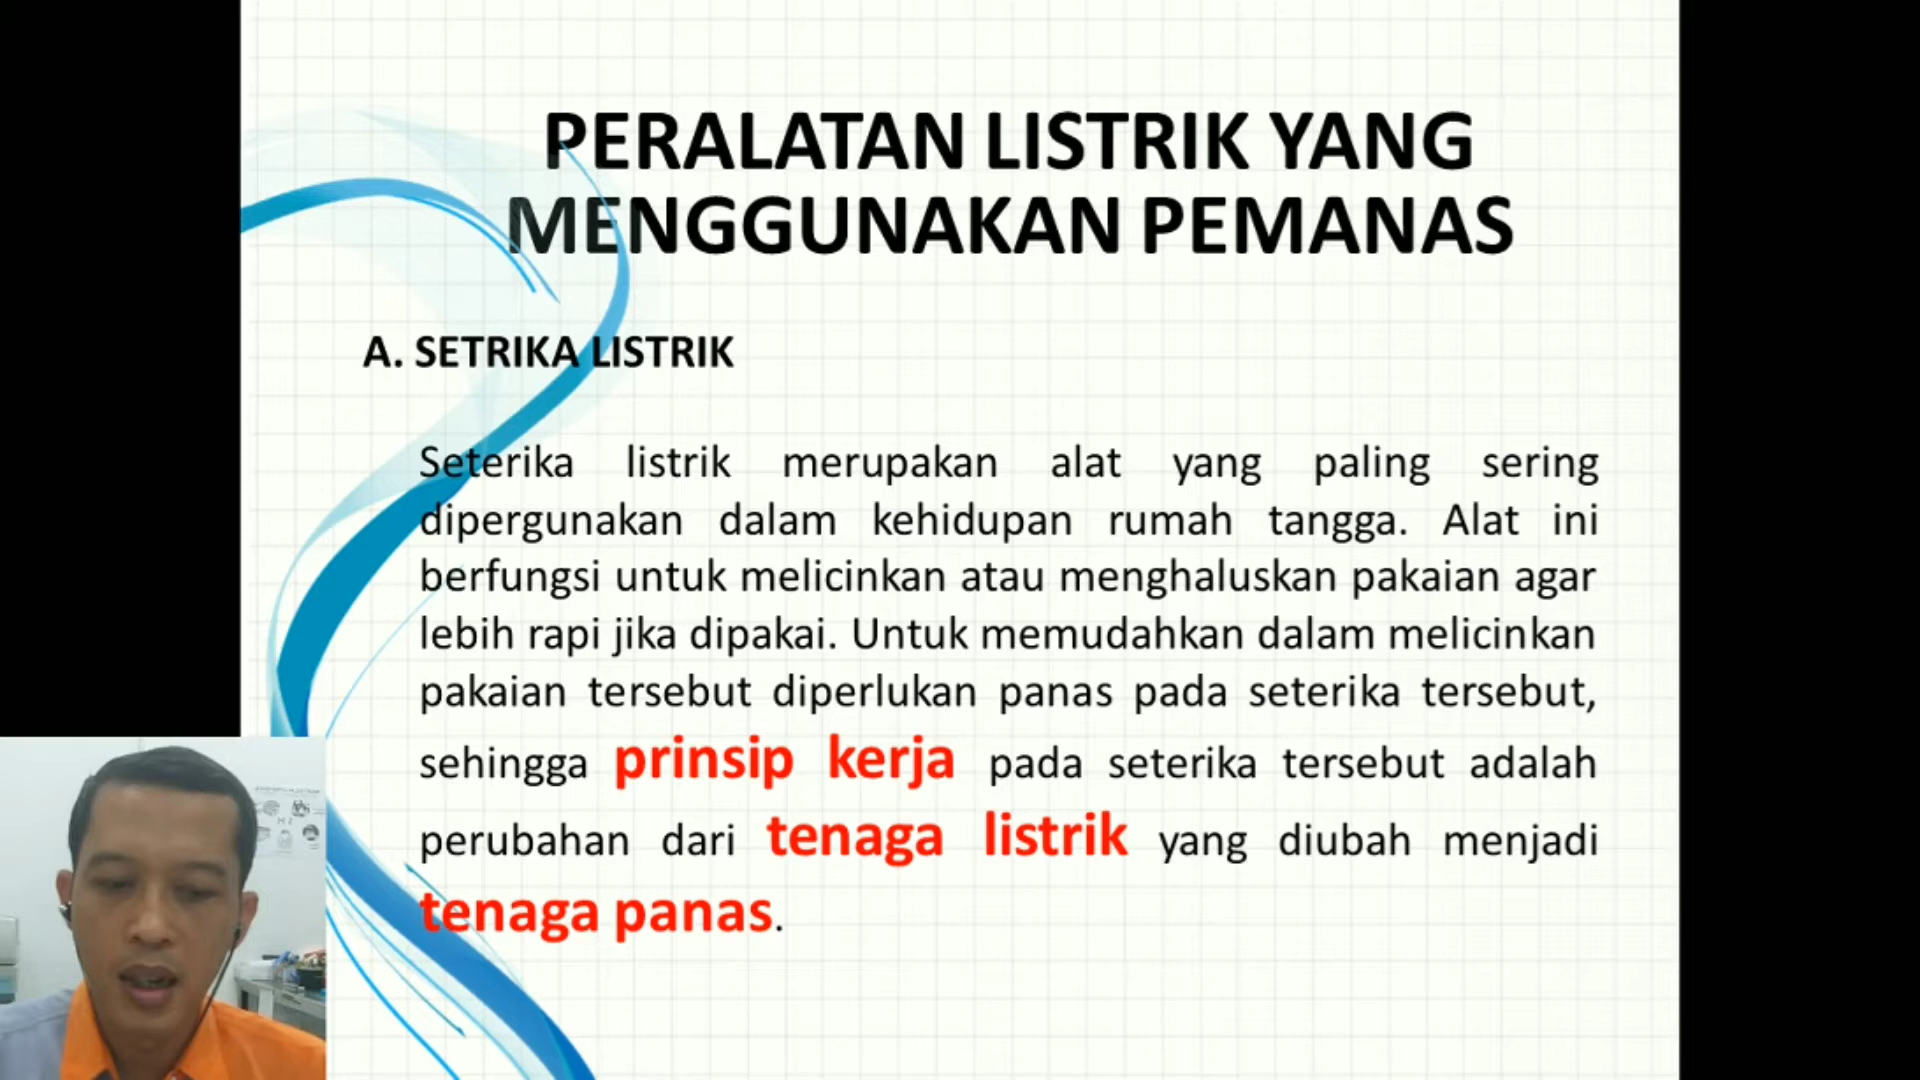 PERALATAN LISTRIK YANG
MENGGUNAKAN PEMANAS
A. SETRIKA LISTRIK
Seterika listrik merupakan alat yang paling sering
dipergunakan dalam kehidupan rumah tangga. Alat ini
berfungsi untuk melicinkan atau menghaluskan pakaian agar
lebih rapi jika dipakai. Untuk memudahkan dalam melicinkan
pakaian tersebut diperlukan panas pada seterika tersebut,
sehingga prinsip kerja pada seterika tersebut adalah
perubahan dari tenaga listrik yang diubah menjadi
tenaga panas.